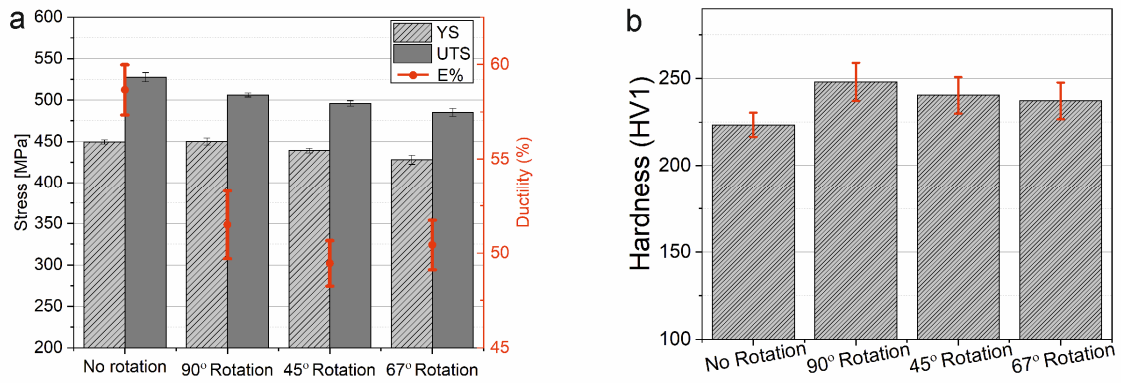 a
600
550
500
450
400
350
300
250
200
Stress [MPa]
YS
UTS
E%
60
55
50
45
Ductility (%)
No rotation
90° Rotation
45° Rotation
67° Rotation
b
250
200
150
100
Hardness (HV1)
No Rotation
90° Rotation
45° Rotation
67° Rotation